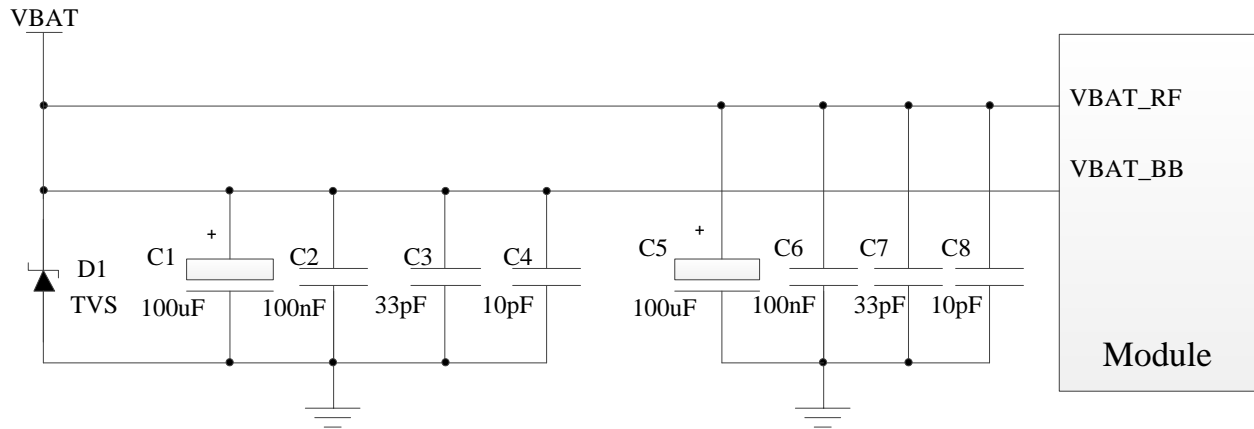 VBAT
VBAT_RF
VBAT_BB
+
+
C1
C2
C3
C4
C5
C6
C7
C8
D1
TVS
100uF
100nF
33pF
10pF
100uF
100nF
33pF
10pF
Module